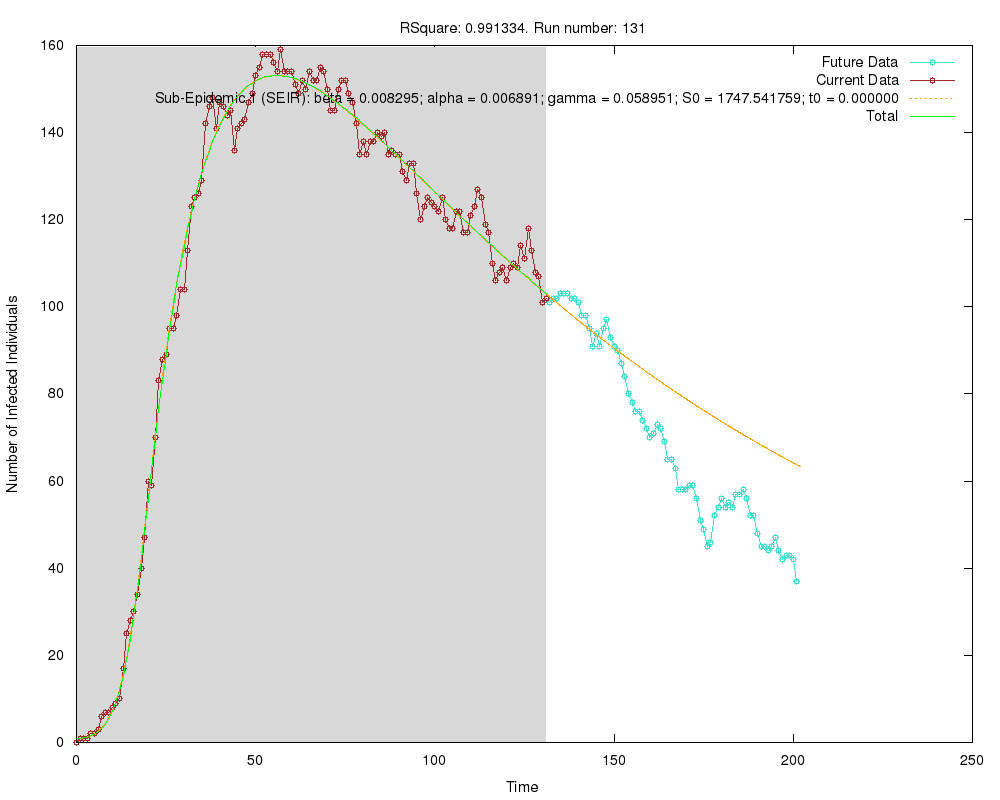 RSquare: 0.991334. Run number: 131
Future Data
Current Data
Sub-Epidemic 1 (SEIR): beta = 0.008295; alpha = 0.006891; gamma = 0.058951; S0 = 1747.541759; t0 = 0.000000
Total
160
140
120
100
80
60
40
20
0
Number of Infected Individuals
0 50 100 150 200 250
Time